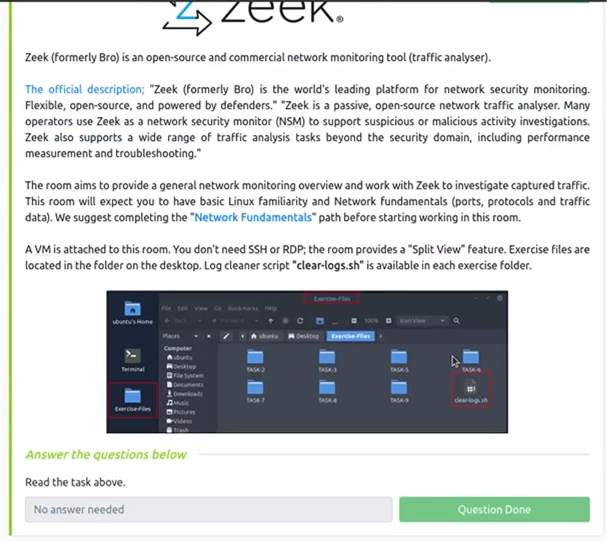 zeek®
Zeek (formerly Bro) is an open-source and commercial network monitoring tool (traffic analyser).
The official description; "Zeek (formerly Bro) is the world's leading platform for network security monitoring.
Flexible, open-source, and powered by defenders." "Zeek is a passive, open-source network traffic analyser. Many
operators use Zeek as a network security monitor (NSM) to support suspicious or malicious activity investigations.
Zeek also supports a wide range of traffic analysis tasks beyond the security domain, including performance
measurement and troubleshooting."
The room aims to provide a general network monitoring overview and work with Zeek to investigate captured traffic.
This room will expect you to have basic Linux familiarity and Network fundamentals (ports, protocols and traffic
data). We suggest completing the "Network Fundamentals" path before starting working in this room.
A VM is attached to this room. You don't need SSH or RDP; the room provides a "Split View" feature. Exercise files are
located in the folder on the desktop. Log cleaner script "clear-logs.sh" is available in each exercise folder.
Exercise-Files
File Edit View Go Bookmarks Help
Back Forward 100% Icon View
Places ubuntu Desktop Exercise-Files
ubuntu's Home
Terminal
Exercise-Files
Computer
ubuntu
Desktop
File System
Documents
Downloads
Music
Pictures
Videos
Trash
TASK-2 TASK-3 TASK-5 TASK-6
TASK-7 TASK-8 TASK-9 clear-logs.sh
Answer the questions below
Read the task above.
No answer needed
Question Done